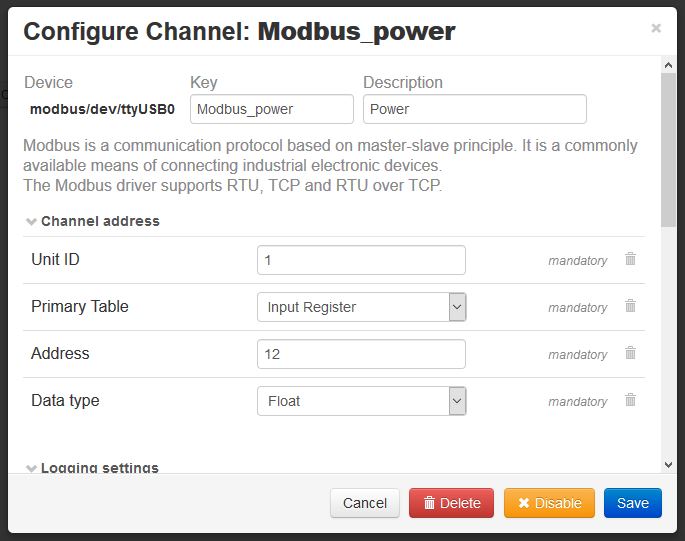 Configure Channel: Modbus_power
×
Device Key Description
modbus/dev/ttyUSB0 Modbus_power Power
Modbus is a communication protocol based on master-slave principle. It is a commonly
available means of connecting industrial electronic devices.
The Modbus driver supports RTU, TCP and RTU over TCP.
Channel address
Unit ID 1 mandatory
Primary Table Input Register mandatory
Address 12 mandatory
Data type Float mandatory
Logging settings
Cancel Delete Disable Save